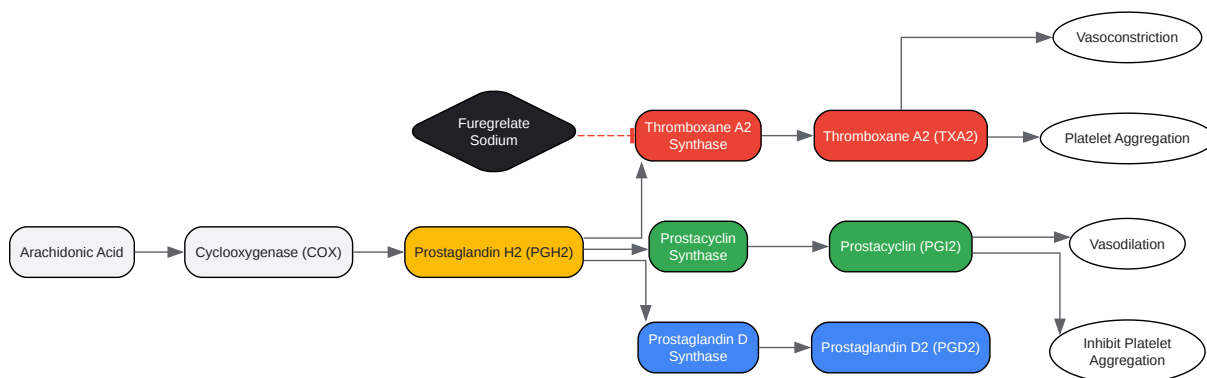 Vasoconstriction
Furegrelate
Sodium
Thromboxane A2
Synthase
Thromboxane A2 (TXA2)
Platelet Aggregation
Arachidonic Acid
Cyclooxygenase (COX)
Prostaglandin H2 (PGH2)
Prostacyclin
Synthase
Prostacyclin (PGI2)
Vasodilation
Prostaglandin D
Synthase
Prostaglandin D2 (PGD2)
Inhibit Platelet
Aggregation